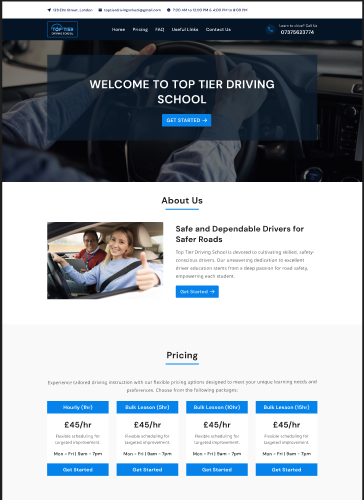 7:00 AM to 12:00 PM & 4:00 PM to 8:00 PM
Learn to drive? Call Us
07375623774
TOP TIER
DRIVING SCHOOL
Home Pricing FAQ Useful Links Contact Us
WELCOME TO TOP TIER DRIVING
SCHOOL
GET STARTED →
About Us
Safe and Dependable Drivers for
Safer Roads
Top Tier Driving School is devoted to cultivating skilled, safety-
conscious drivers. Our unwavering dedication to excellent
driver education stems from a deep passion for road safety,
empowering each student.
Get Started →
Pricing
Experience tailored driving instruction with our flexible pricing options designed to meet your unique learning needs and
preferences. Choose from the following packages:
Hourly (1hr) Bulk Lesson (5hr) Bulk Lesson (10hr) Bulk Lesson (15hr)
£45/hr £45/hr £45/hr £45/hr
Flexible scheduling for Flexible scheduling for Flexible scheduling for Flexible scheduling for
targeted improvement targeted improvement targeted improvement targeted improvement
Mon - Fri | 9am - 7pm Mon - Fri | 9am - 7pm Mon - Fri | 9am - 7pm Mon - Fri | 9am - 7pm
Get Started Get Started Get Started Get Started